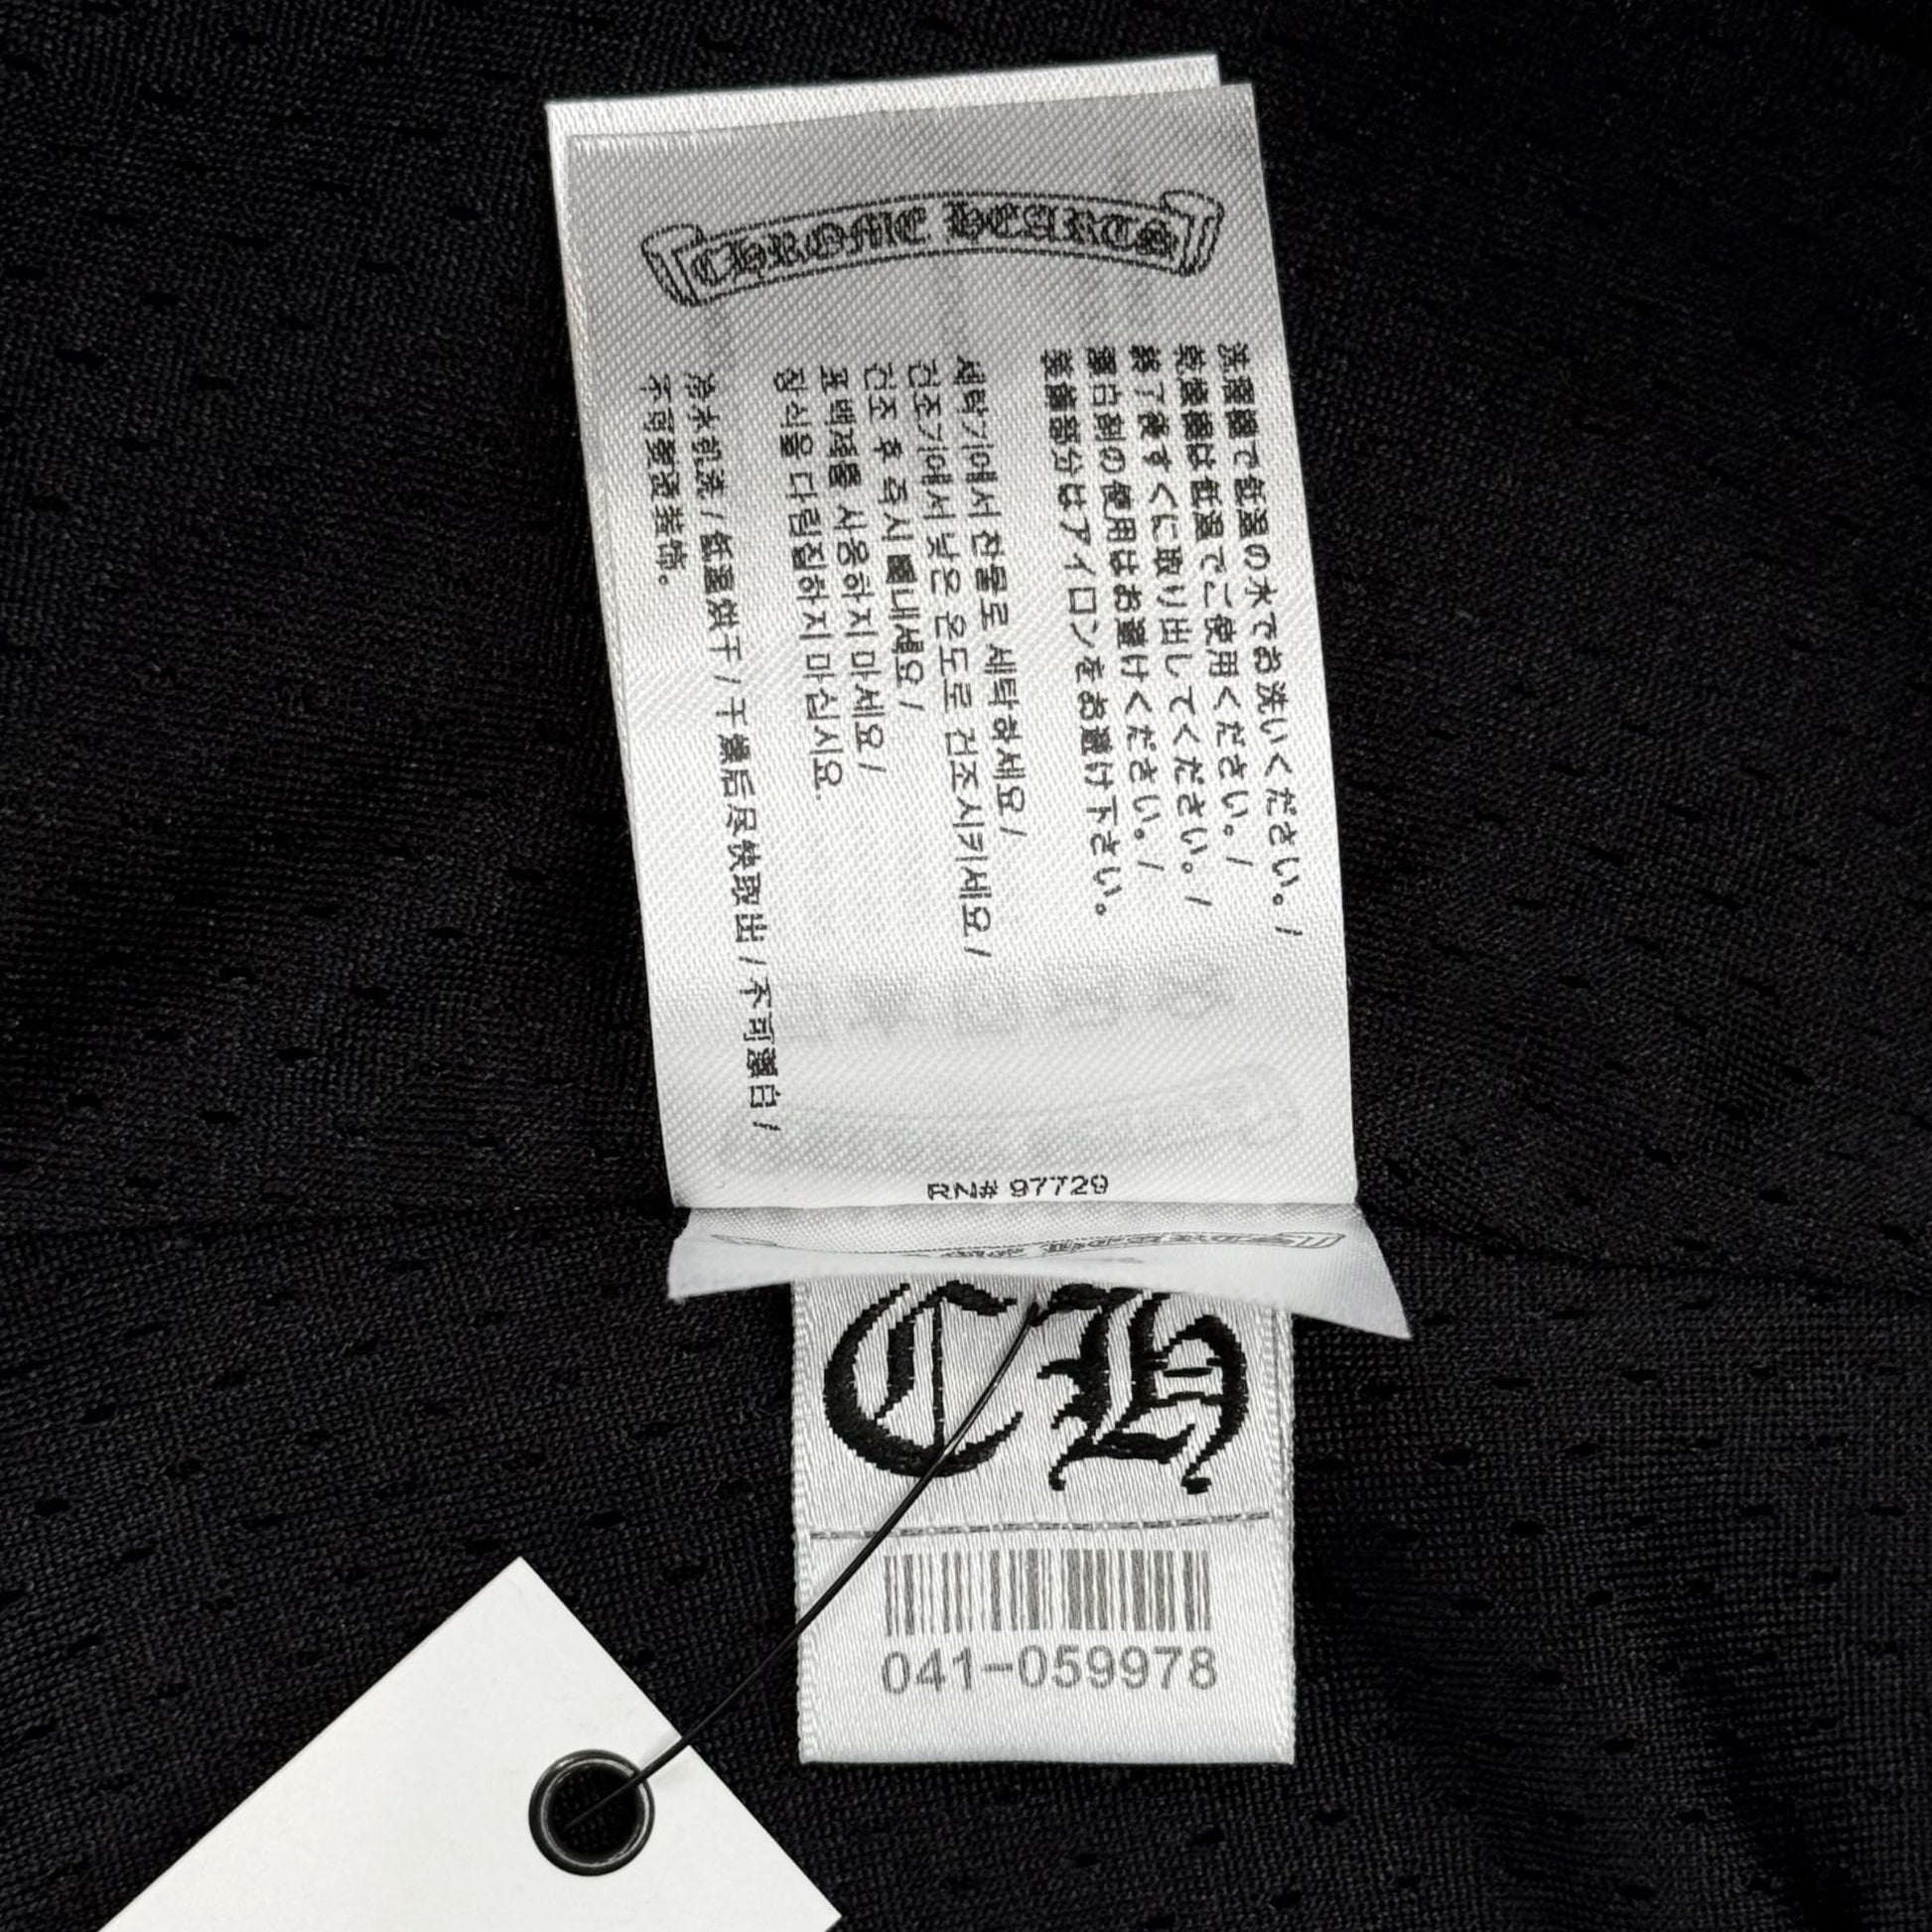 CHROME HEARTS
洗濯機で低温の水でお洗いください。/
乾燥機は低温でご使用ください。/
終了後すぐに取り出してください。/
漂白剤の使用はお避けください。/
装飾部分はアイロンをお避け下さい。
세탁기에서 찬물로 세탁하세요/
건조기에서 낮은 온도로 건조시키세요/
건조 후 즉시 꺼내세요/
표백제를 사용하지 마세요/
장식을 다림질하지 마십시요.
冷水机洗/低温烘干/干燥后尽快取出/不可漂白/
不可熨烫装饰。
RN# 97729
CH
041-059978